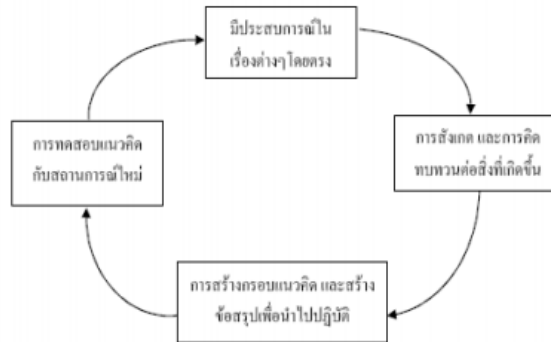 มีประสบการณ์ใน
เรื่องต่างๆโดยตรง
การสังเกต และการคิด
ทบทวนต่อสิ่งที่เกิดขึ้น
การสร้างกรอบแนวคิด และสร้าง
ข้อสรุปเพื่อนำไปปฏิบัติ
การทดสอบแนวคิด
กับสถานการณ์ใหม่